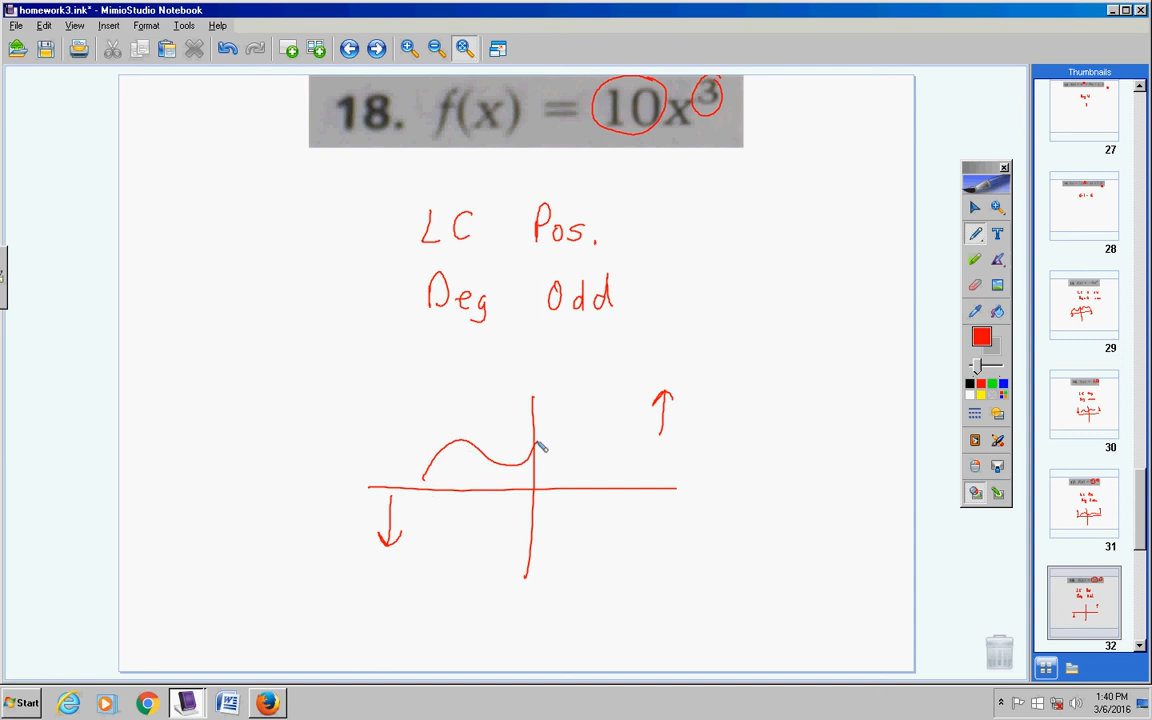 homework3.ink* - MimioStudio Notebook
File Edit View Insert Format Tools Help
18. f(x) = 10x³
LC Pos.
Deg Odd
Thumbnails
27
28
29
30
31
32
T
W
Start
1:40 PM
3/6/2016